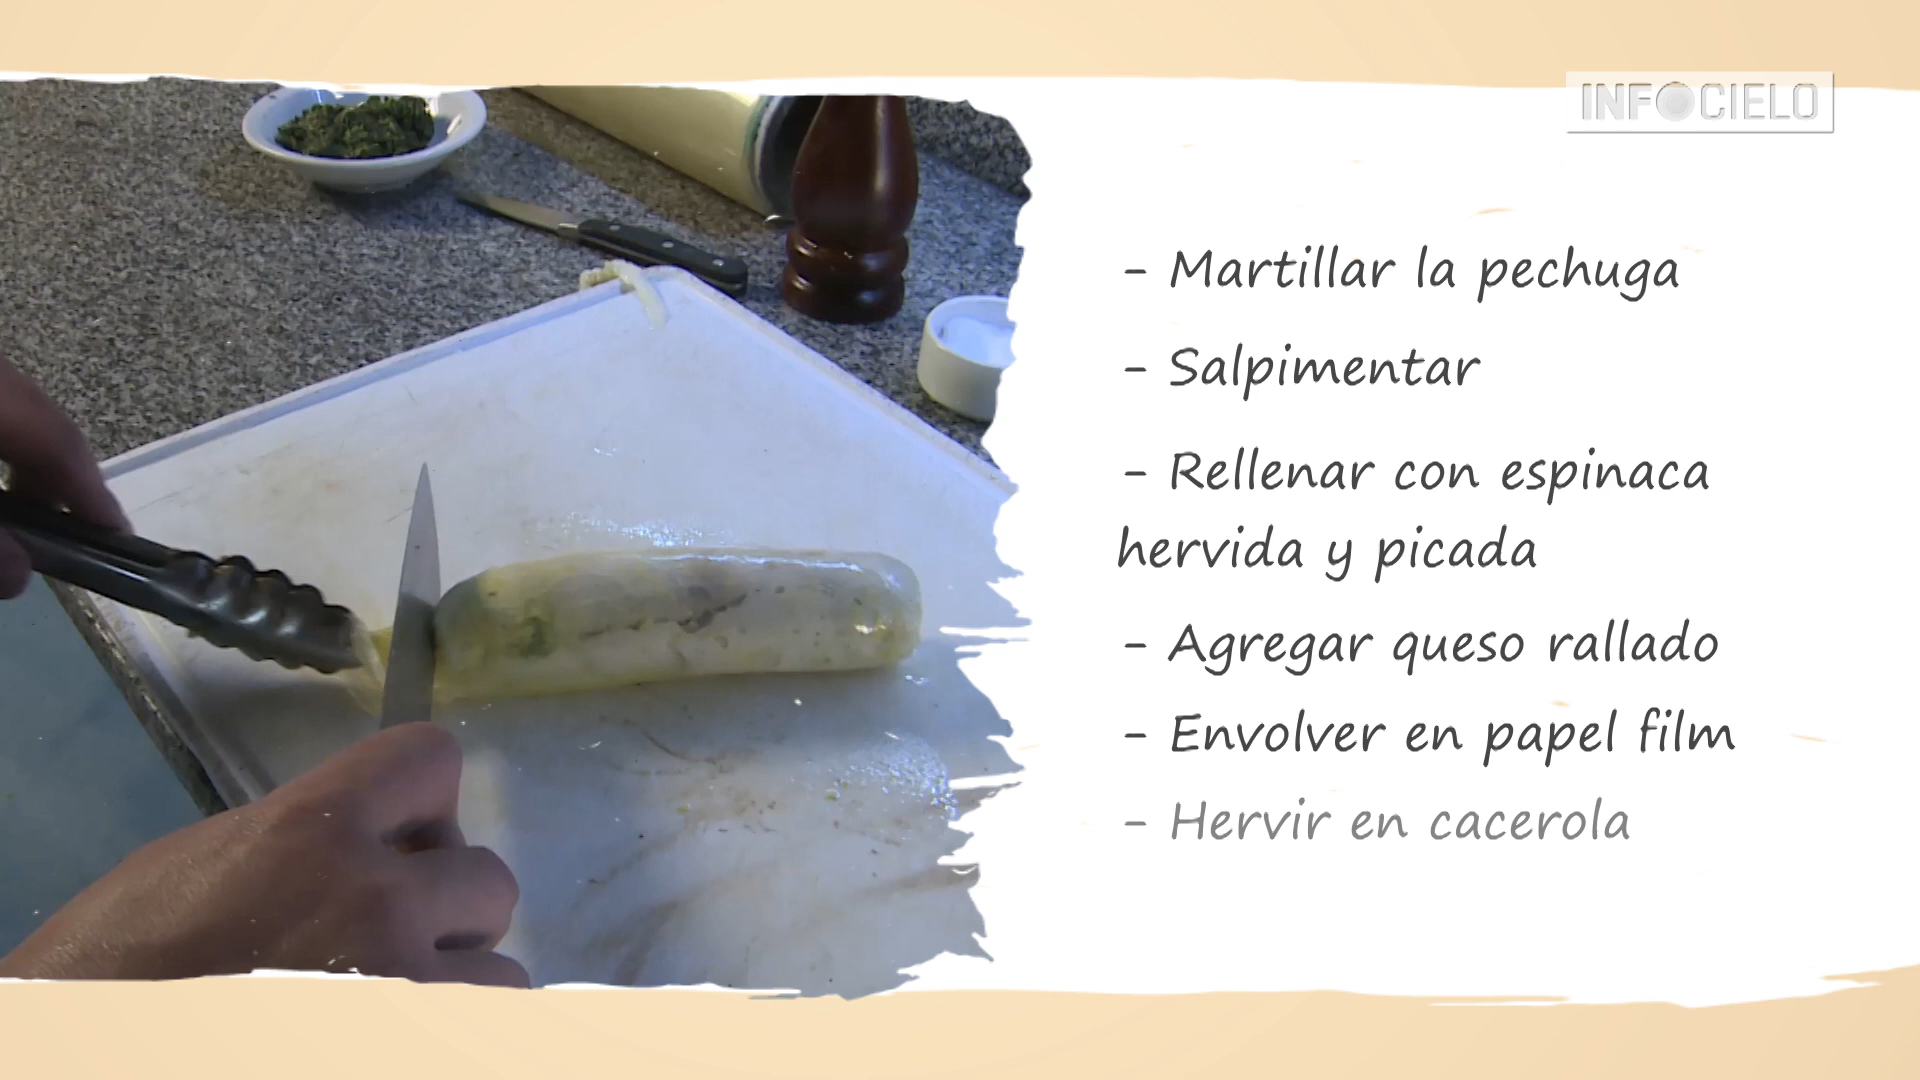 INFOCIELO
- Martillar la pechuga
- Salpimentar
- Rellenar con espinaca
hervida y picada
- Agregar queso rallado
- Envolver en papel film
- Hervir en cacerola